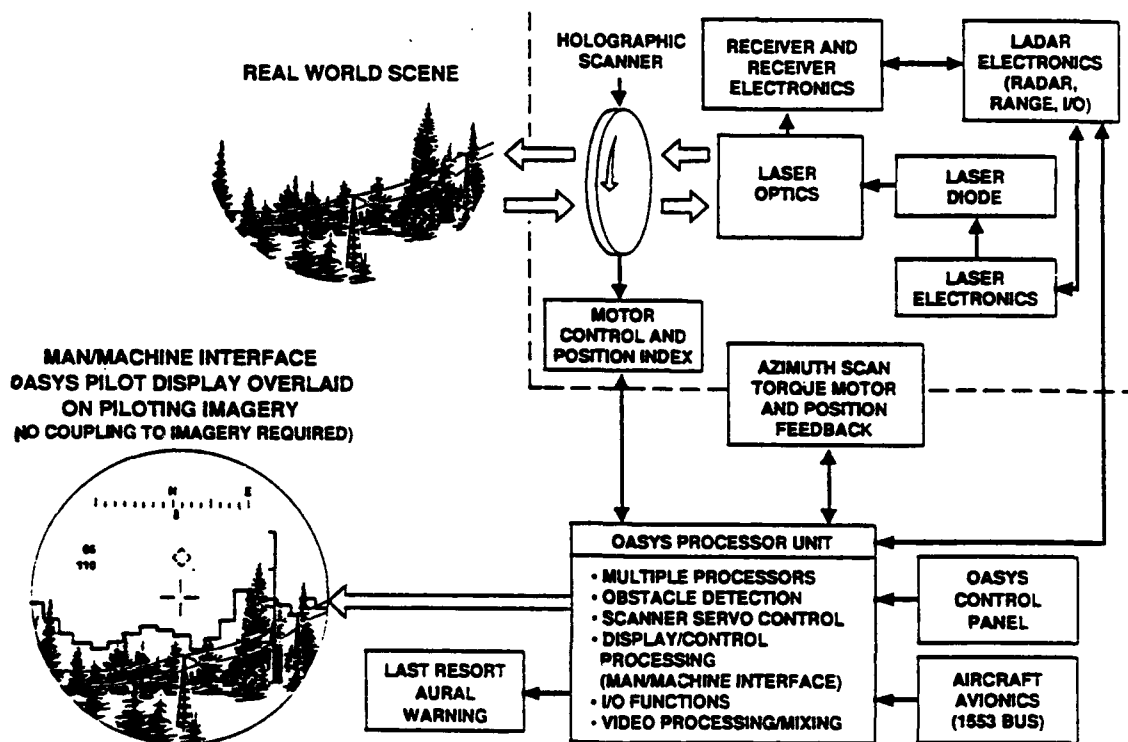 REAL WORLD SCENE
HOLOGRAPHIC
SCANNER
RECEIVER AND
RECEIVER
ELECTRONICS
LADAR
ELECTRONICS
(RADAR,
RANGE, I/O)
LASER
OPTICS
LASER
DIODE
LASER
ELECTRONICS
MOTOR
CONTROL AND
POSITION INDEX
AZIMUTH SCAN
TORQUE MOTOR
AND POSITION
FEEDBACK
MAN/MACHINE INTERFACE
OASYS PILOT DISPLAY OVERLAID
ON PILOTING IMAGERY
(NO COUPLING TO IMAGERY REQUIRED)
N E
110
OASYS PROCESSOR UNIT
• MULTIPLE PROCESSORS
• OBSTACLE DETECTION
• SCANNER SERVO CONTROL
• DISPLAY/CONTROL
PROCESSING
(MAN/MACHINE INTERFACE)
• I/O FUNCTIONS
• VIDEO PROCESSING/MIXING
OASYS
CONTROL
PANEL
AIRCRAFT
AVIONICS
(1553 BUS)
LAST RESORT
AURAL
WARNING